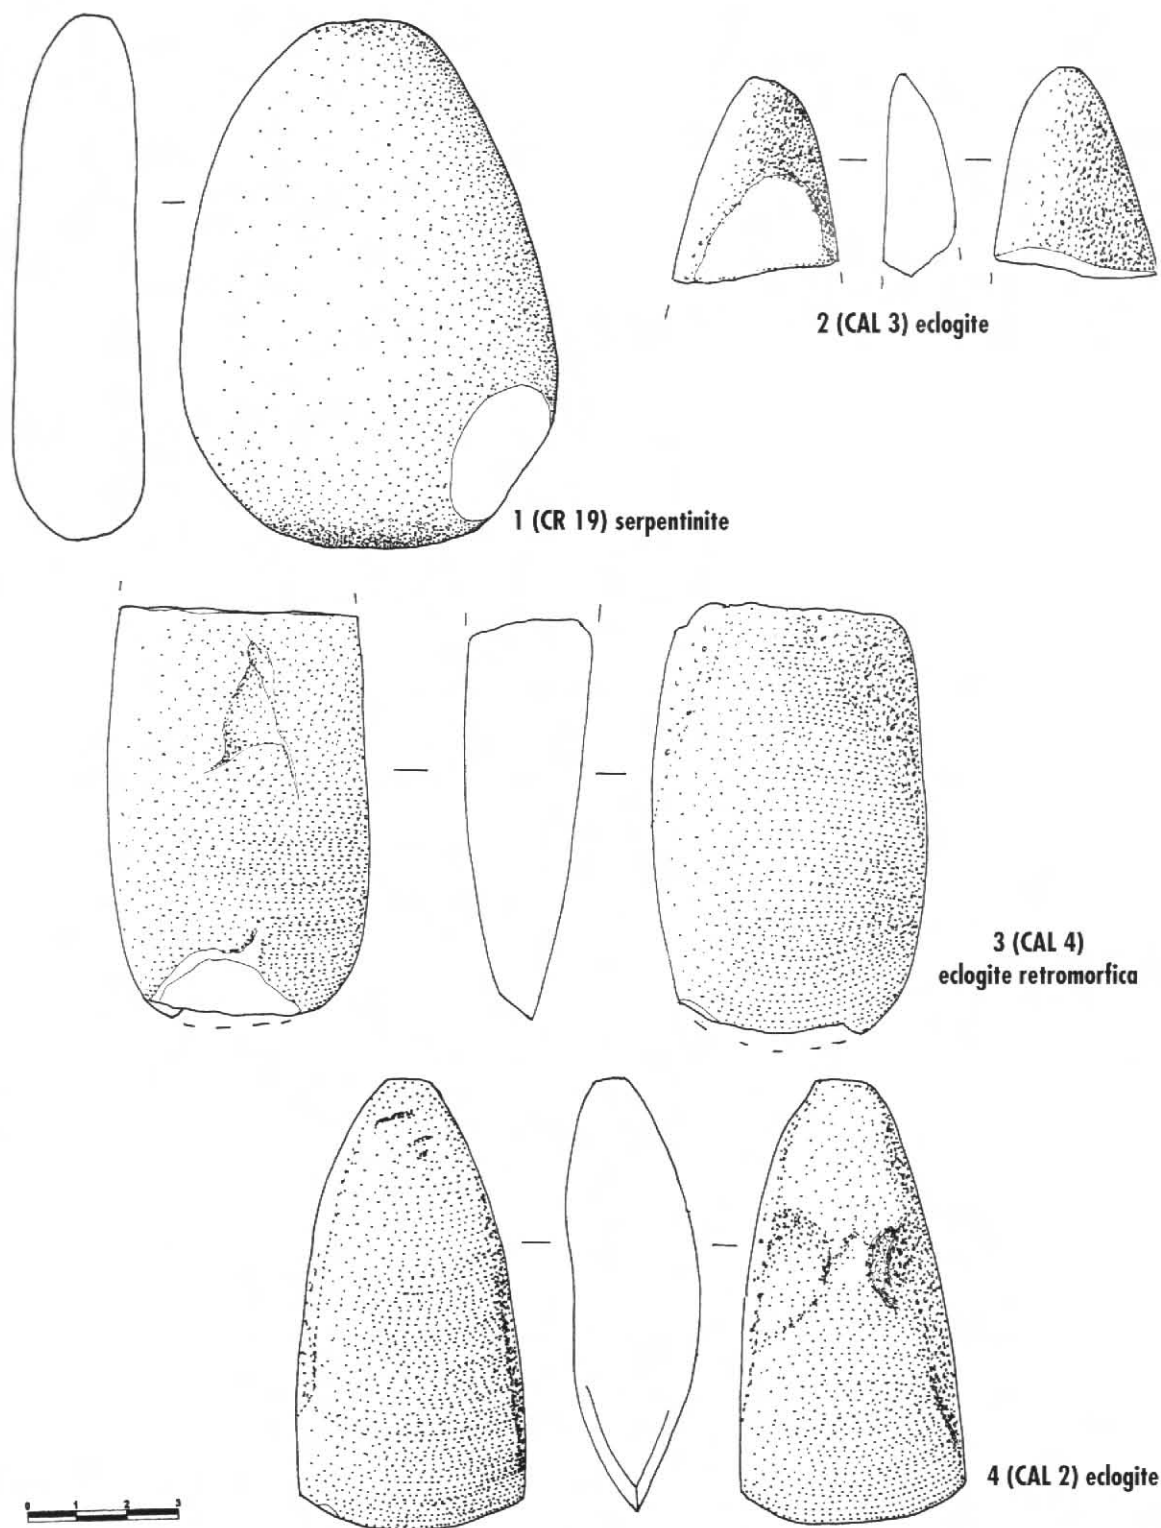 2 (CAL 3) eclogite
1 (CR 19) serpentinite
3 (CAL 4)
eclogite retromorfica
4 (CAL 2) eclogite
0 1 2 3